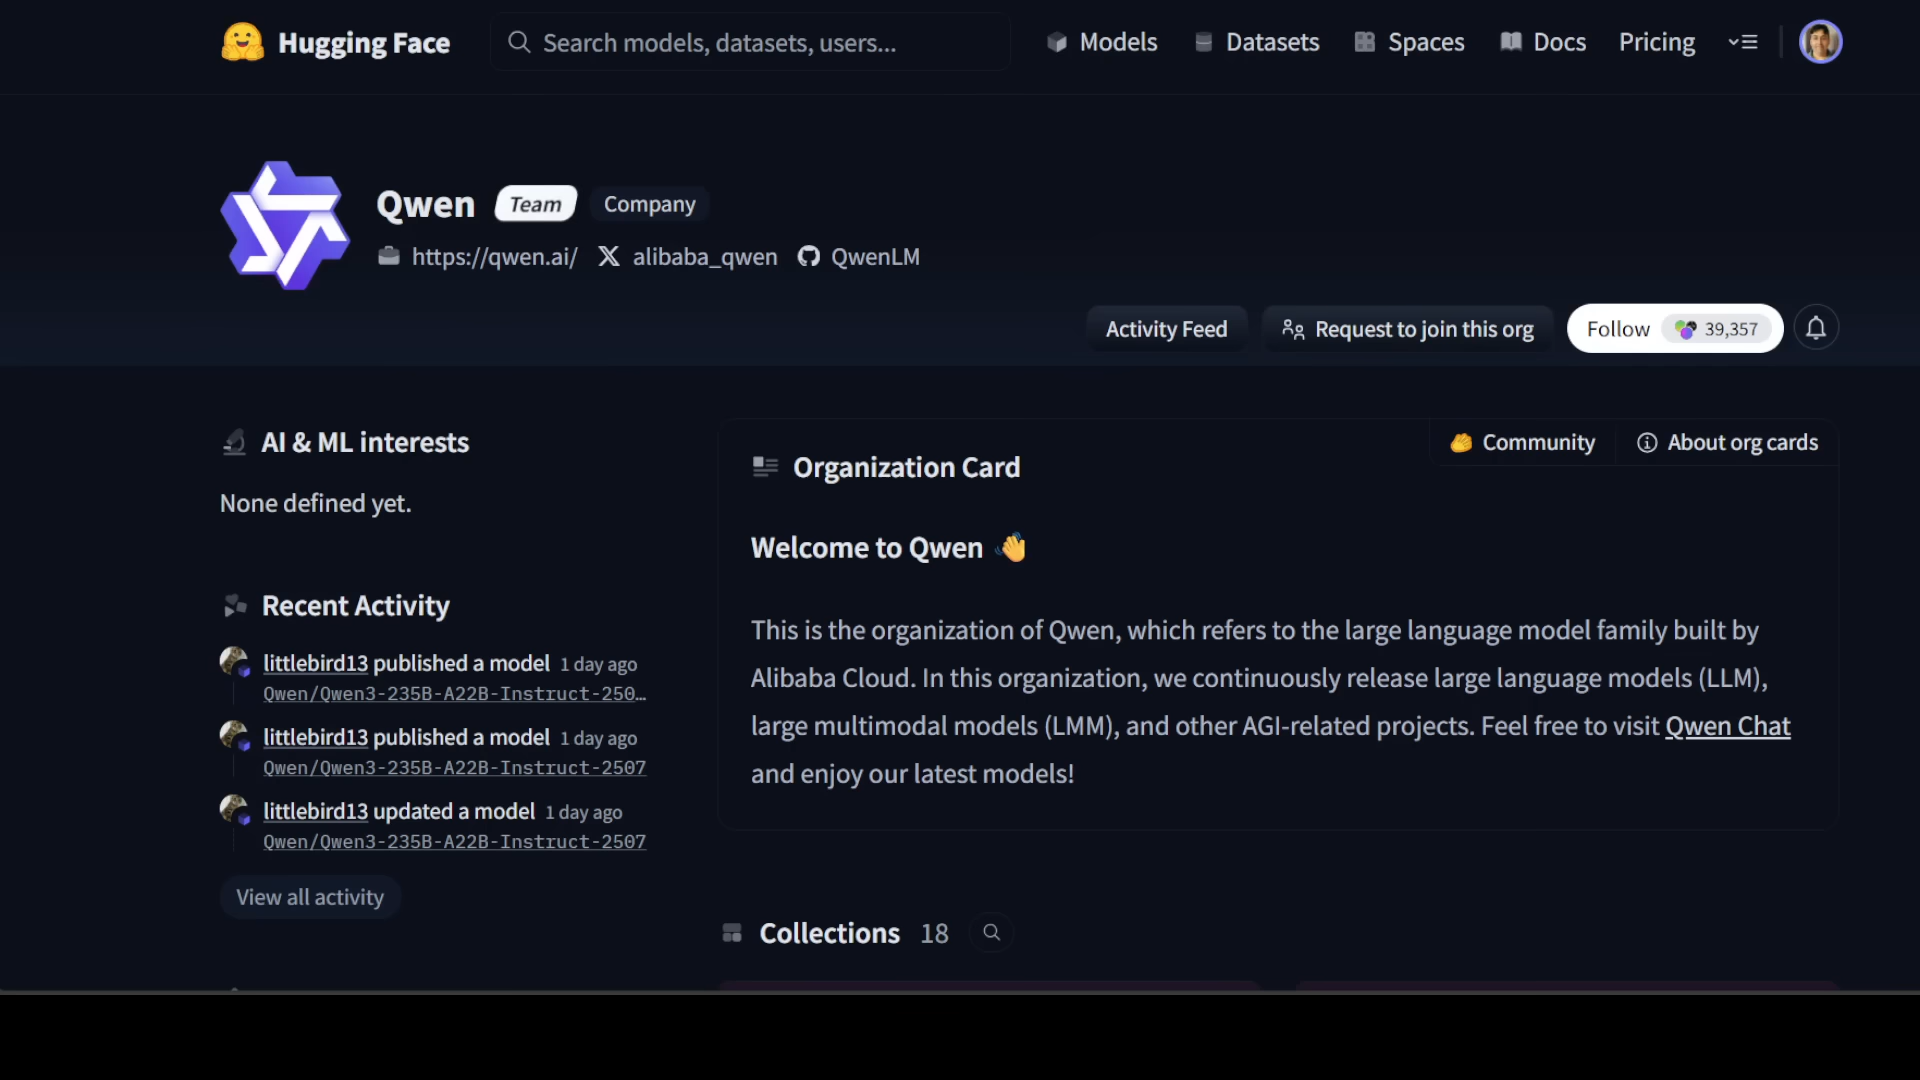 Hugging Face
Search models, datasets, users...
Models
Datasets
Spaces
Docs
Pricing
Qwen
Team
Company
https://qwen.ai/
alibaba_qwen
QwenLM
Activity Feed
Request to join this org
Follow
39,357
AI & ML interests
None defined yet.
Recent Activity
littlebird13 published a model 1 day ago
Qwen/Qwen3-235B-A22B-Instruct-250…
littlebird13 published a model 1 day ago
Qwen/Qwen3-235B-A22B-Instruct-2507
littlebird13 updated a model 1 day ago
Qwen/Qwen3-235B-A22B-Instruct-2507
View all activity
Community
About org cards
Organization Card
Welcome to Qwen 👋
This is the organization of Qwen, which refers to the large language model family built by
Alibaba Cloud. In this organization, we continuously release large language models (LLM),
large multimodal models (LMM), and other AGI-related projects. Feel free to visit Qwen Chat
and enjoy our latest models!
Collections 18